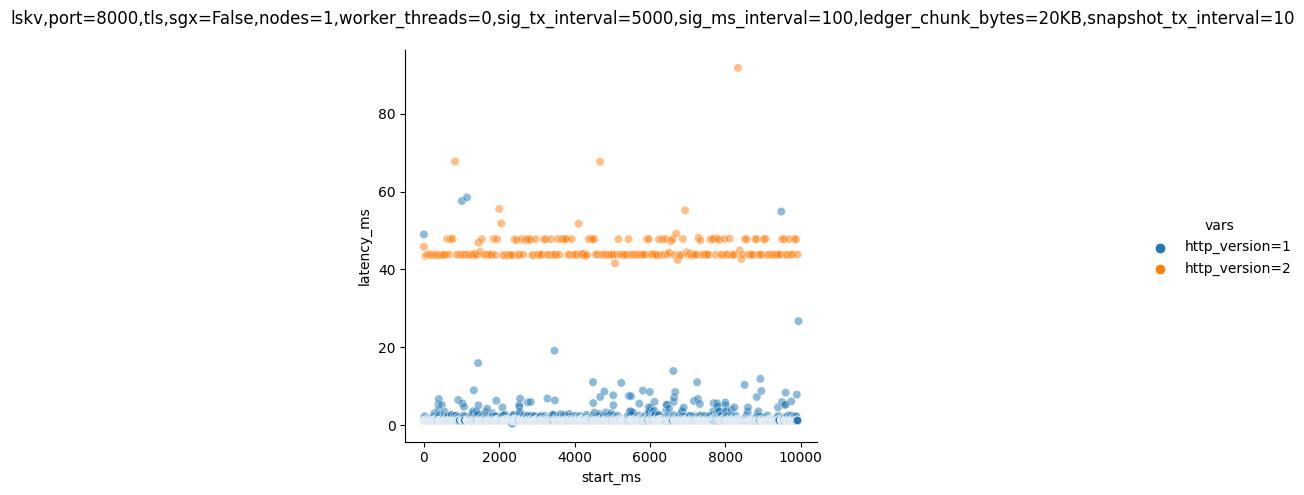 lskv,port=8000,tls,sgx=False,nodes=1,worker_threads=0,sig_tx_interval=5000,sig_ms_interval=100,ledger_chunk_bytes=20KB,snapshot_tx_interval=10
80
60
40
20
0
latency_ms
0 2000 4000 6000 8000 10000
start_ms
vars
http_version=1
http_version=2